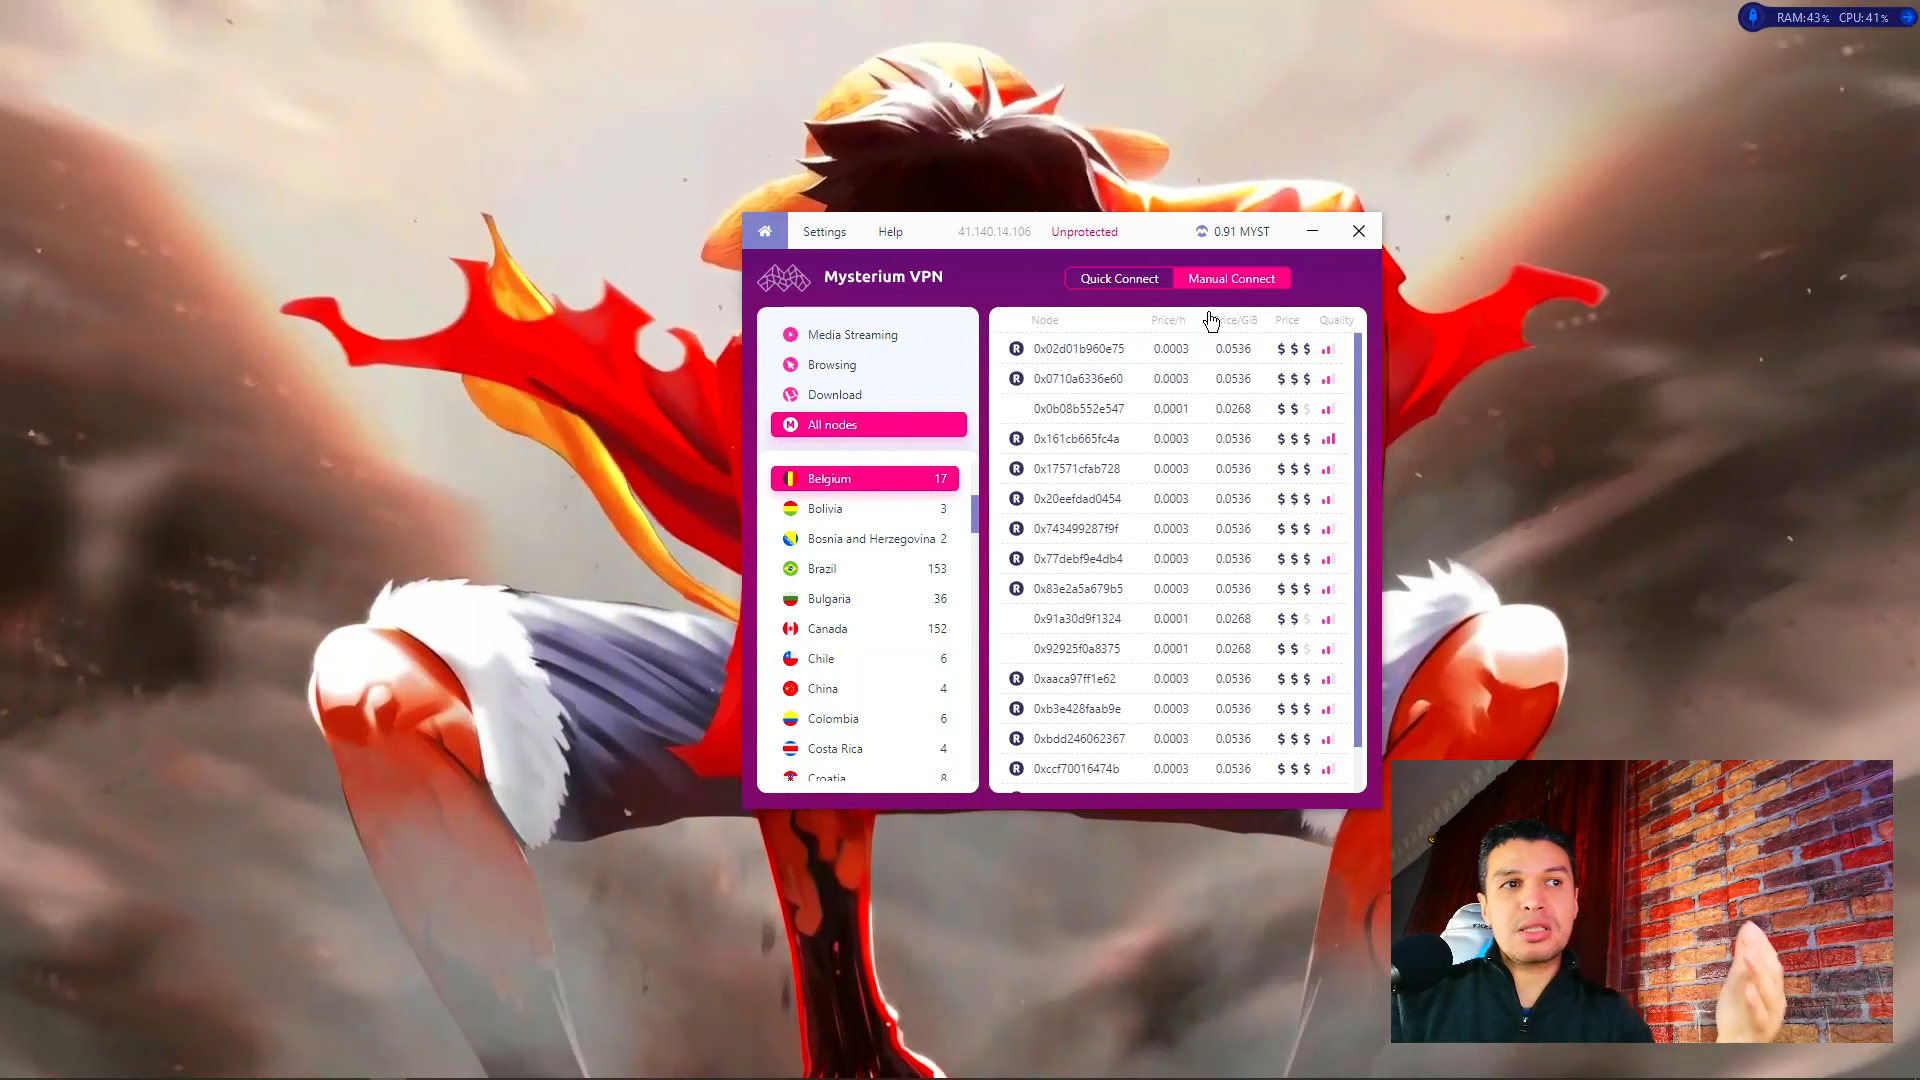 RAM:43% CPU:41%
Settings Help 41.140.14.106 Unprotected 0.91 MYST
Mysterium VPN
Quick Connect Manual Connect
Media Streaming
Browsing
Download
All nodes
Belgium 17
Bolivia 3
Bosnia and Herzegovina 2
Brazil 153
Bulgaria 36
Canada 152
Chile 6
China 4
Colombia 6
Costa Rica 4
Croatia 8
Node Price/h Price/GiB Price Quality
R 0x02d01b960e75 0.0003 0.0536 $ $ $
R 0x0710a6336e60 0.0003 0.0536 $ $ $
0x0b08b552e547 0.0001 0.0268 $ $ $
R 0x161cb665fc4a 0.0003 0.0536 $ $ $
R 0x17571cfab728 0.0003 0.0536 $ $ $
R 0x20eefdad0454 0.0003 0.0536 $ $ $
R 0x743499287f9f 0.0003 0.0536 $ $ $
R 0x77debf9e4db4 0.0003 0.0536 $ $ $
R 0x83e2a5a679b5 0.0003 0.0536 $ $ $
0x91a30d9f1324 0.0001 0.0268 $ $ $
0x92925f0a8375 0.0001 0.0268 $ $ $
R 0xaaca97ff1e62 0.0003 0.0536 $ $ $
R 0xb3e428faab9e 0.0003 0.0536 $ $ $
R 0xbdd246062367 0.0003 0.0536 $ $ $
R 0xccf70016474b 0.0003 0.0536 $ $ $